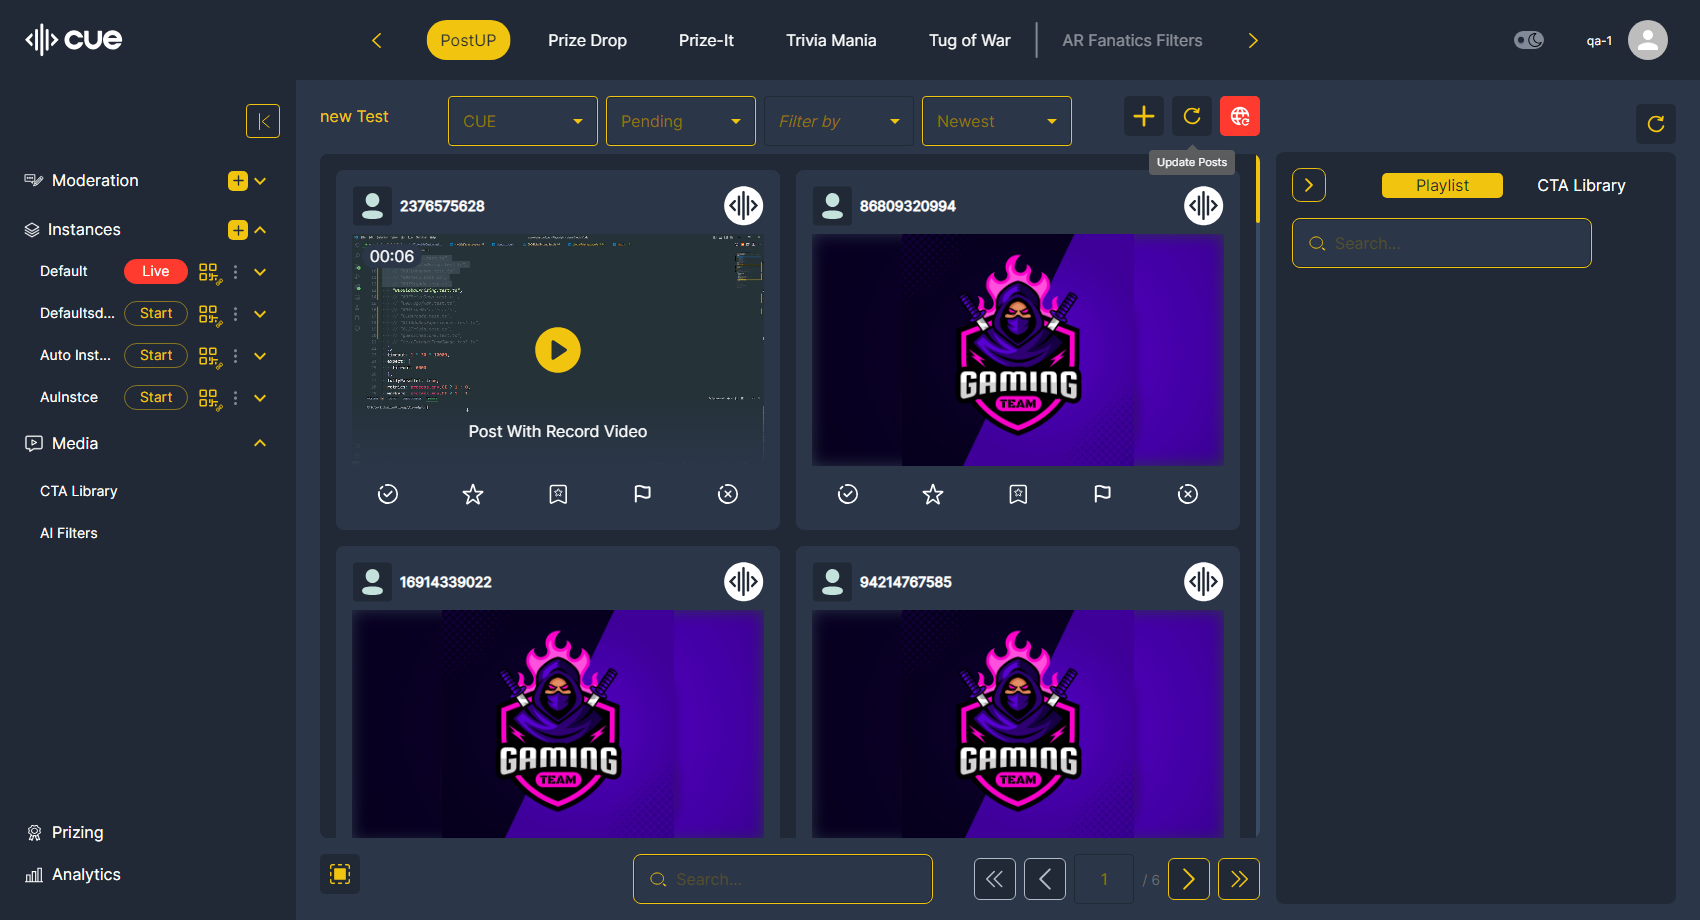 cue
PostUP
Prize Drop
Prize-It
Trivia Mania
Tug of War
AR Fanatics Filters
qa-1
new Test
CUE
Pending
Filter by
Newest
Update Posts
Moderation
Instances
Default
Live
Defaultsd...
Start
Auto Inst...
Start
AuInstce
Start
Media
CTA Library
AI Filters
Prizing
Analytics
2376575628
00:06
Post With Record Video
86809320994
GAMING
TEAM
16914339022
GAMING
TEAM
94214767585
GAMING
TEAM
Search...
1
/ 6
Playlist
CTA Library
Search...